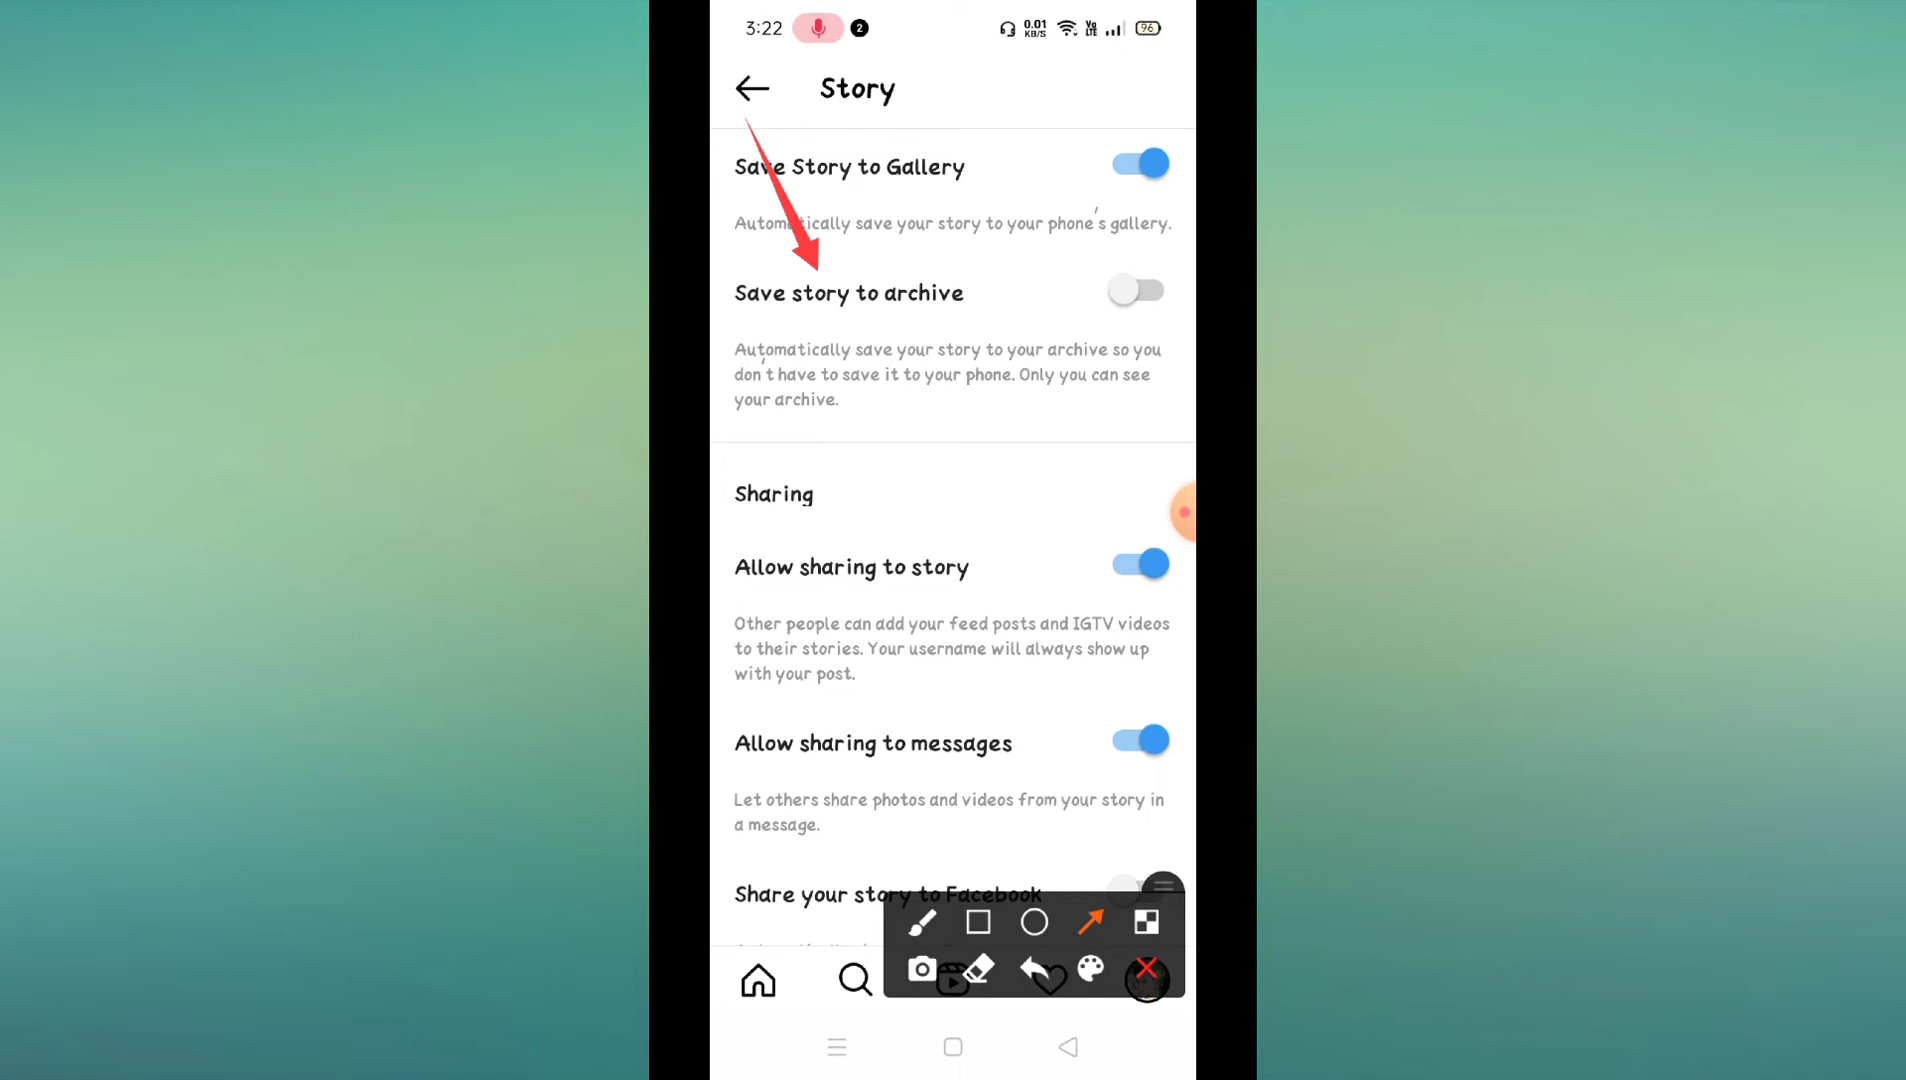 3:22
2
0.01
KB/S
Vo
LTE
96
Story
Save Story to Gallery
Automatically save your story to your phone's gallery.
Save story to archive
Automatically save your story to your archive so you
don't have to save it to your phone. Only you can see
your archive.
Sharing
Allow sharing to story
Other people can add your feed posts and IGTV videos
to their stories. Your username will always show up
with your post.
Allow sharing to messages
Let others share photos and videos from your story in
a message.
Share your story to Facebook